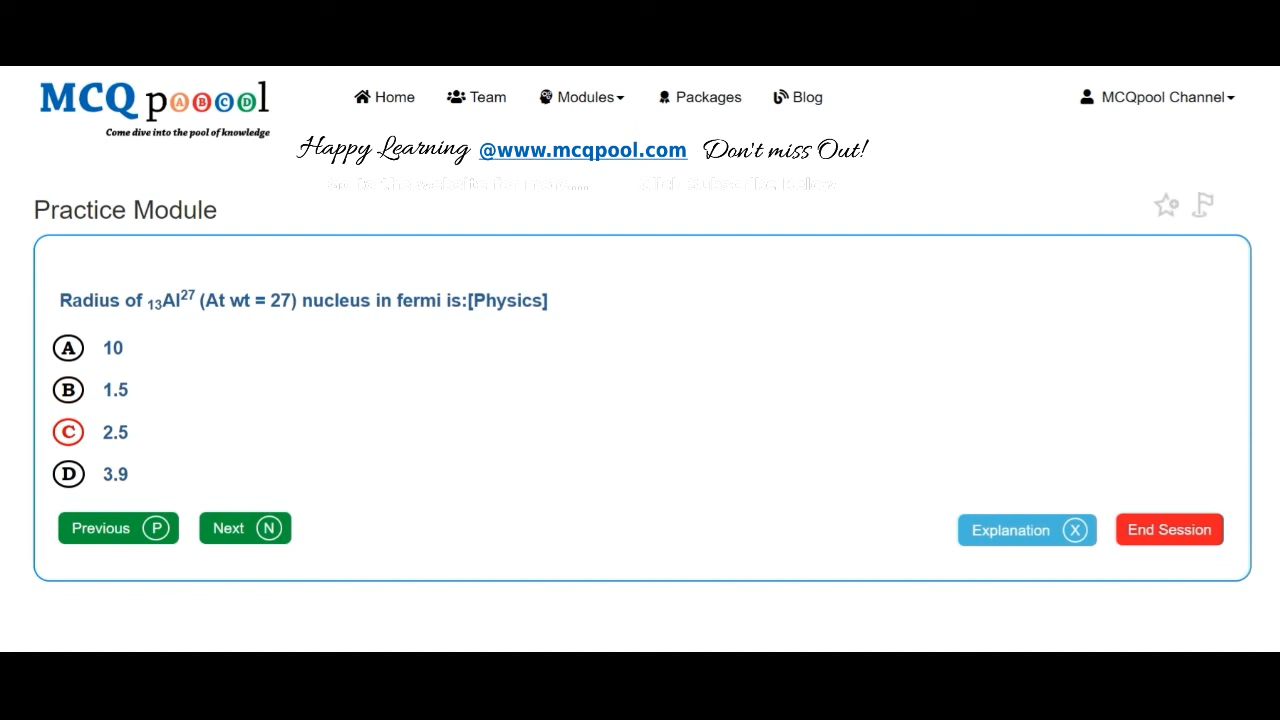 MCQ pABCDl
Come dive into the pool of knowledge
Home Team Modules Packages Blog MCQpool Channel
Happy Learning @www.mcqpool.com Don't miss Out!
Practice Module
Radius of ₁₃Al²⁷ (At wt = 27) nucleus in fermi is:[Physics]
A 10
B 1.5
C 2.5
D 3.9
Previous P Next N Explanation X End Session